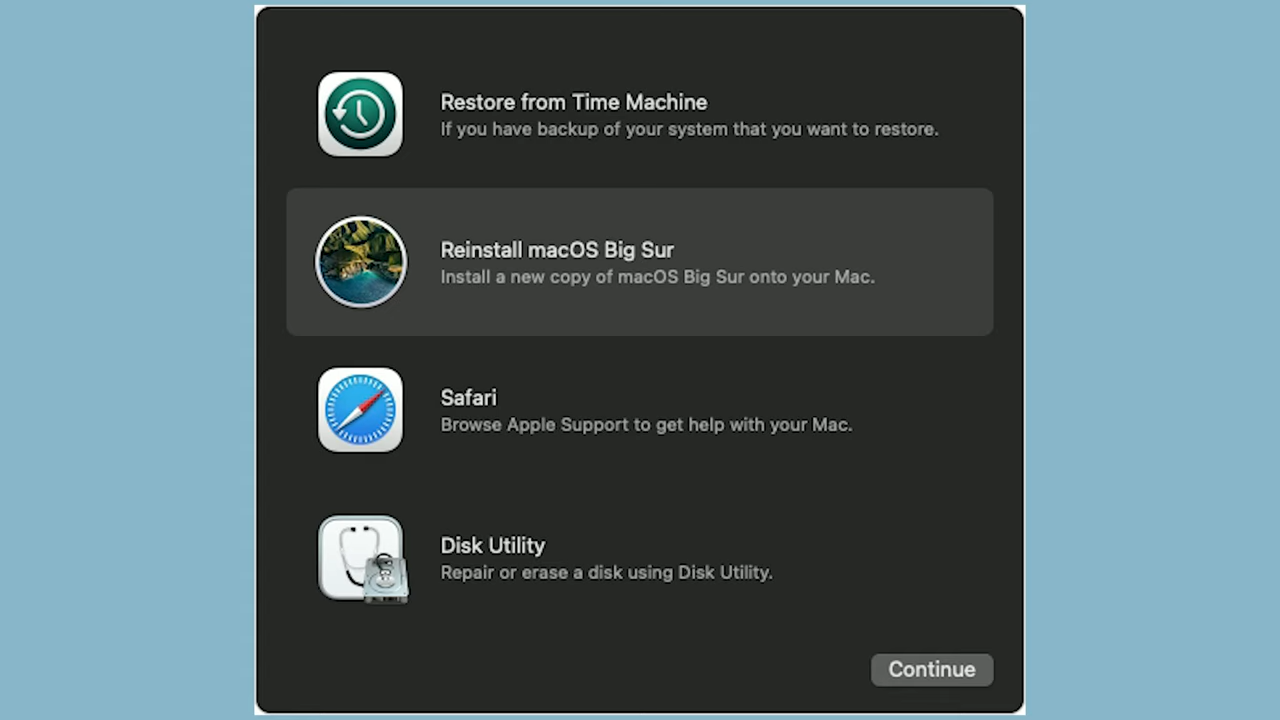 Restore from Time Machine
If you have backup of your system that you want to restore.
Reinstall macOS Big Sur
Install a new copy of macOS Big Sur onto your Mac.
Safari
Browse Apple Support to get help with your Mac.
Disk Utility
Repair or erase a disk using Disk Utility.
Continue